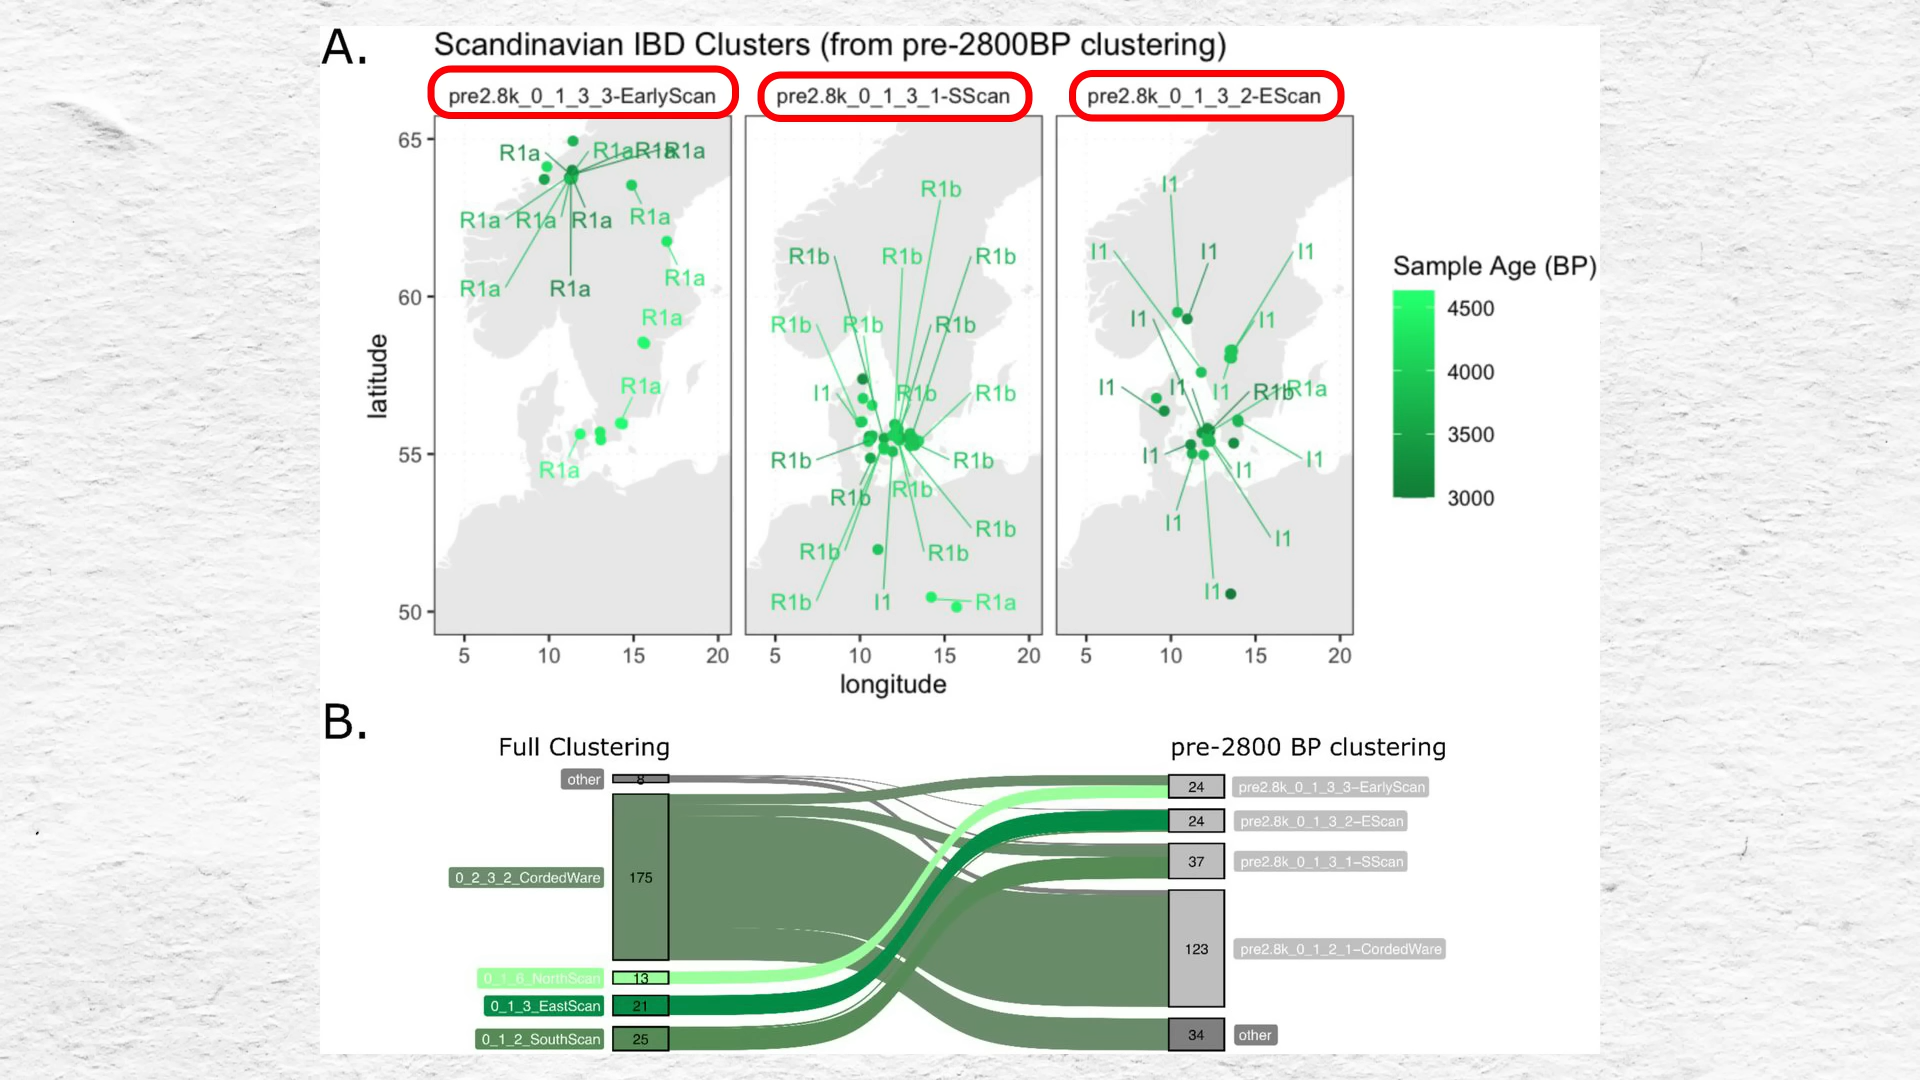 A.
Scandinavian IBD Clusters (from pre-2800BP clustering)
pre2.8k_0_1_3_3-EarlyScan
pre2.8k_0_1_3_1-SScan
pre2.8k_0_1_3_2-EScan
65
60
55
50
latitude
R1a
R1a
R1a
R1a
R1a
R1a
R1a
R1a
R1a
R1a
R1a
R1a
R1a
R1a
5
10
15
20
R1b
R1b
R1b
R1b
R1b
R1b
R1b
I1
R1b
R1b
R1b
R1b
R1b
R1b
R1b
R1b
R1b
R1b
I1
R1a
5
10
15
20
I1
I1
I1
I1
I1
I1
I1
I1
I1
R1b
R1a
I1
I1
I1
I1
I1
I1
5
10
15
20
longitude
Sample Age (BP)
4500
4000
3500
3000
B.
Full Clustering
pre-2800 BP clustering
other
8
0_2_3_2_CordedWare
175
0_1_6_NorthScan
13
0_1_3_EastScan
21
0_1_2_SouthScan
25
24
pre2.8k_0_1_3_3–EarlyScan
24
pre2.8k_0_1_3_2–EScan
37
pre2.8k_0_1_3_1–SScan
123
pre2.8k_0_1_2_1–CordedWare
34
other